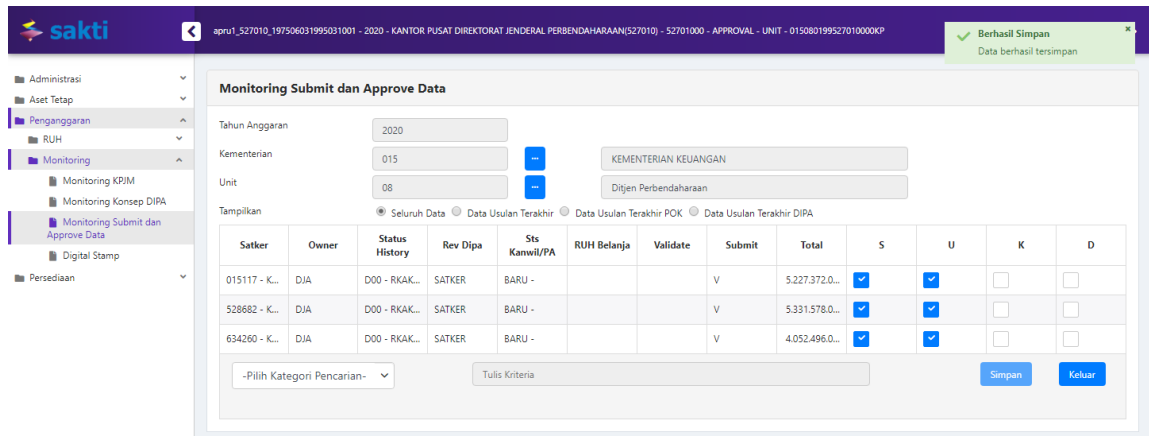 sakti
apru1_527010_197506031995031001 - 2020 - KANTOR PUSAT DIREKTORAT JENDERAL PERBENDAHARAAN(527010) - 52701000 - APPROVAL - UNIT - 015080199527010000KP
Berhasil Simpan
Data berhasil tersimpan
Administrasi
Aset Tetap
Penganggaran
RUH
Monitoring
Monitoring KPJM
Monitoring Konsep DIPA
Monitoring Submit dan
Approve Data
Digital Stamp
Persediaan
Monitoring Submit dan Approve Data
Tahun Anggaran 2020
Kementerian 015 ... KEMENTERIAN KEUANGAN
Unit 08 ... Ditjen Perbendaharaan
Tampilkan Seluruh Data Data Usulan Terakhir Data Usulan Terakhir POK Data Usulan Terakhir DIPA
Satker Owner Status History Rev Dipa Sts Kanwil/PA RUH Belanja Validate Submit Total S U K D
015117 - K... DJA D00 - RKAK... SATKER BARU - V 5.227.372.0...
528682 - K... DJA D00 - RKAK... SATKER BARU - V 5.331.578.0...
634260 - K... DJA D00 - RKAK... SATKER BARU - V 4.052.496.0...
-Pilih Kategori Pencarian- Tulis Kriteria Simpan Keluar